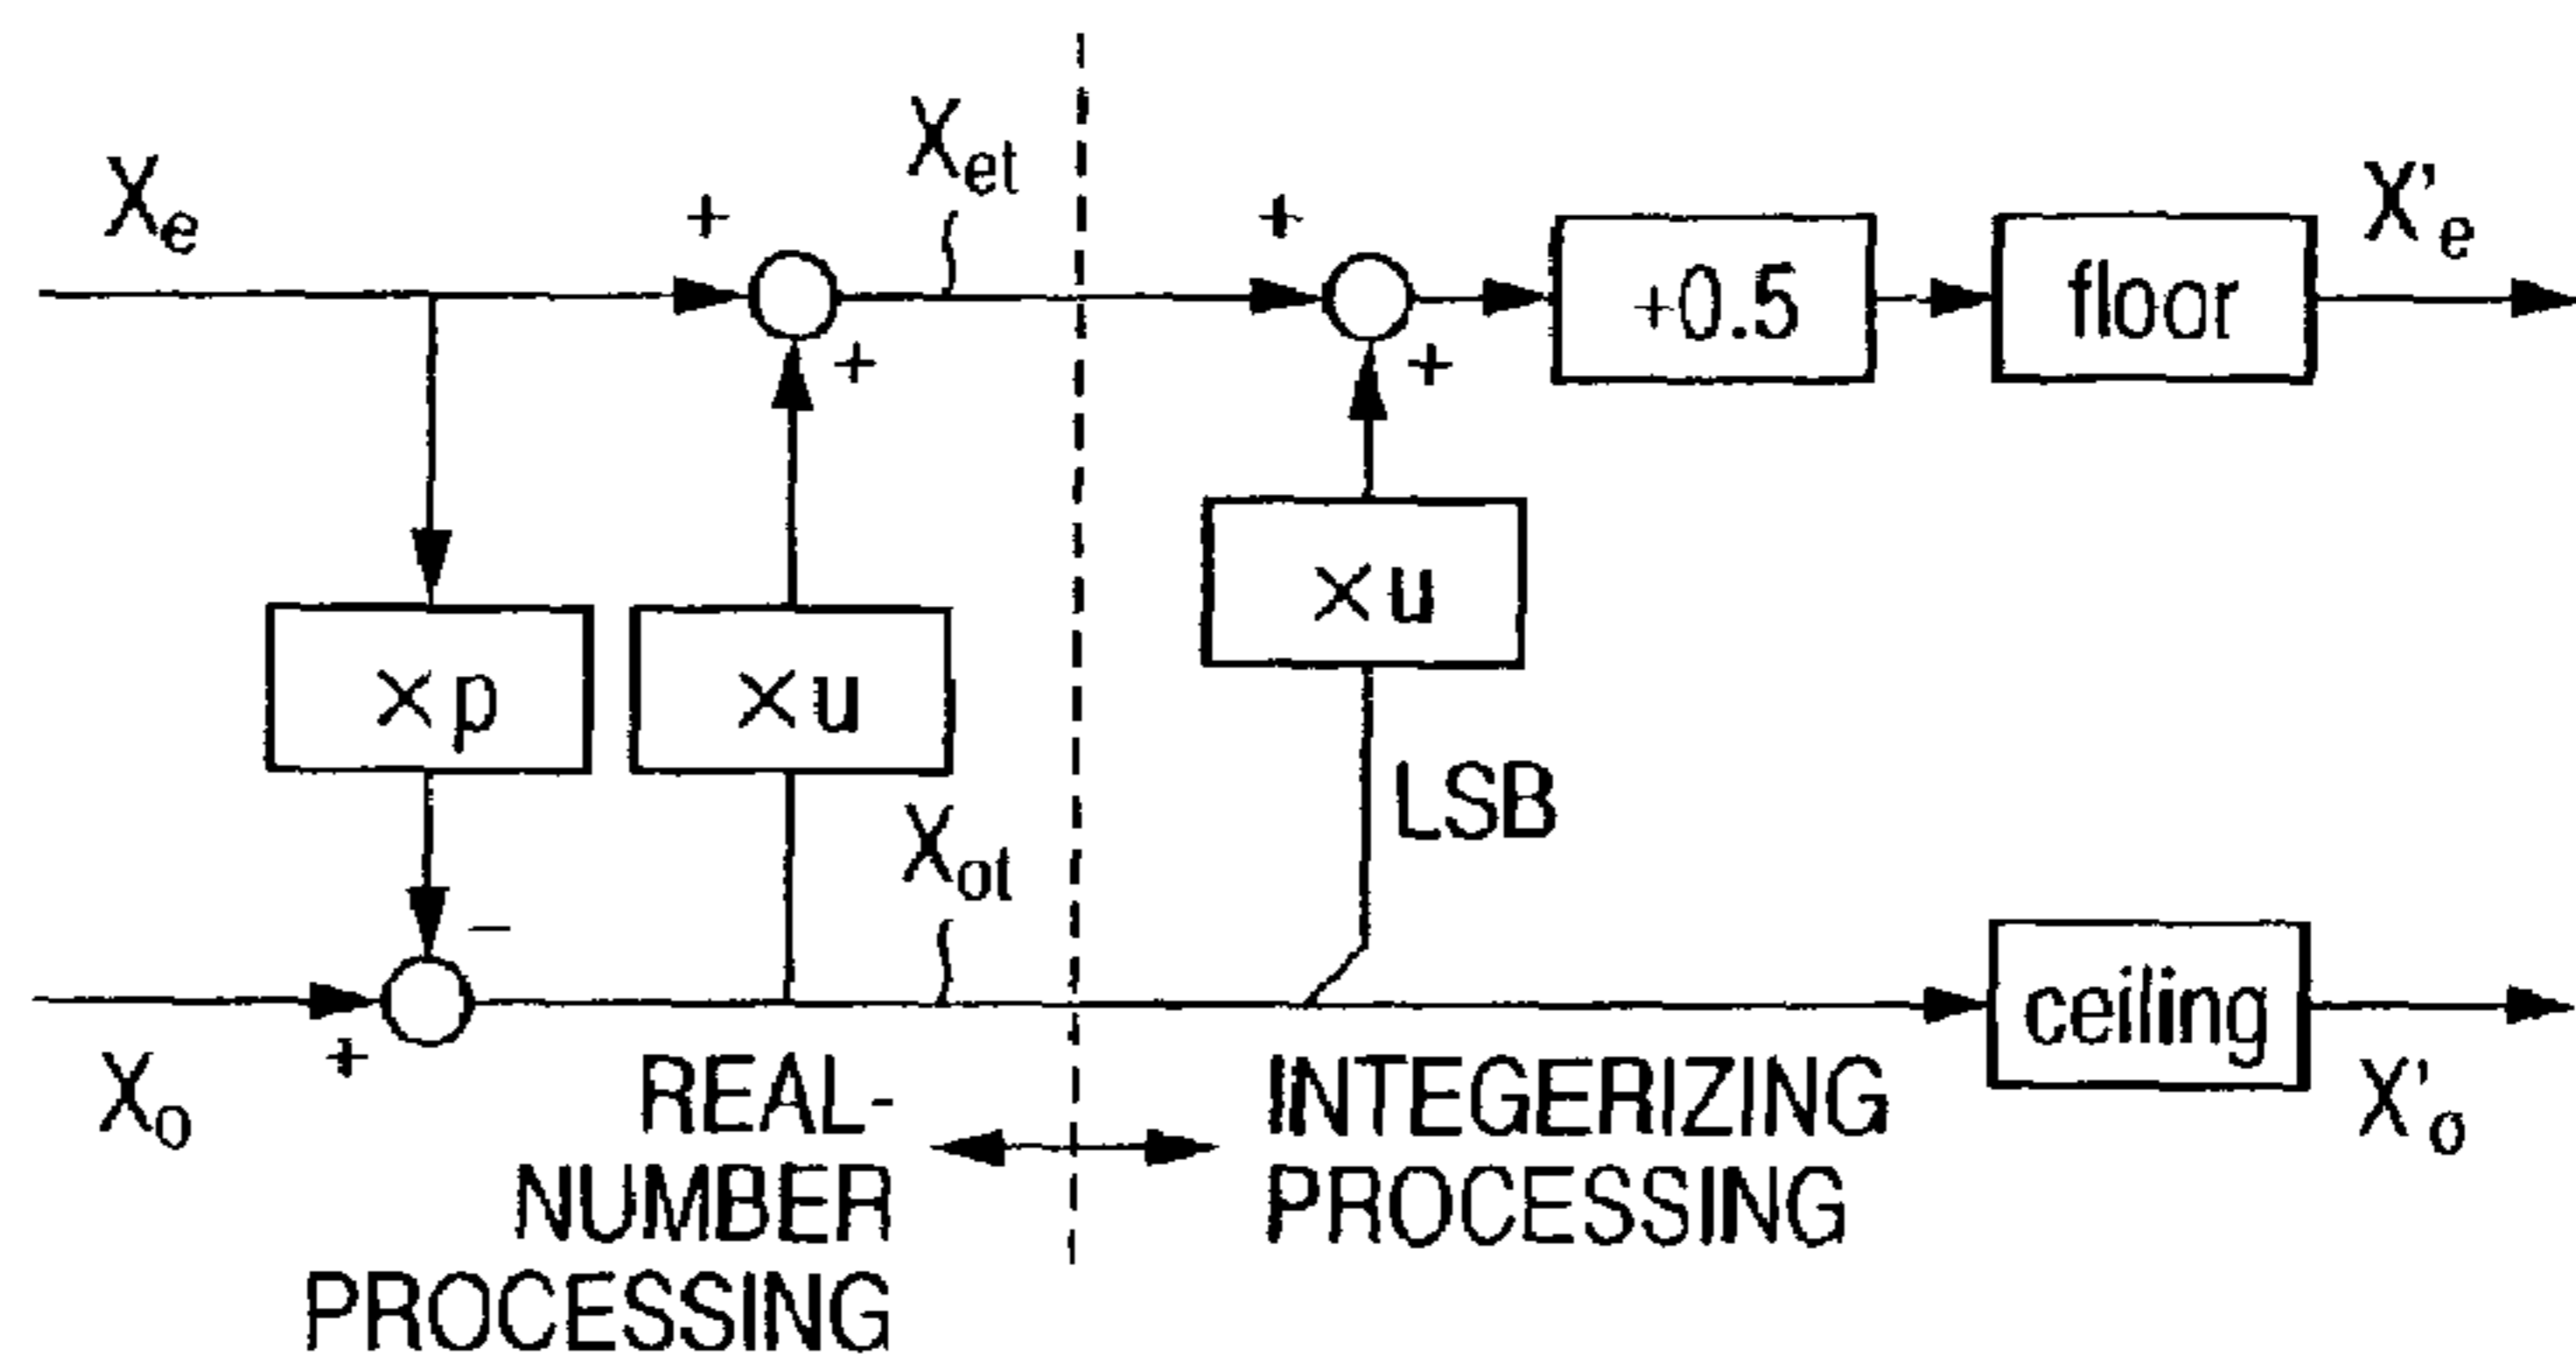 Xet
Xe
+
+
X'e
+0.5
floor
+
+
×u
×p
×u
LSB
Xot
−
ceiling
+
Xo
X'o
REAL-
NUMBER
PROCESSING
INTEGERIZING
PROCESSING